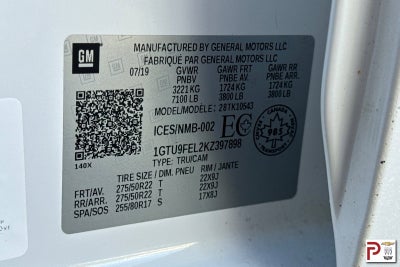 GM
MANUFACTURED BY GENERAL MOTORS LLC
FABRIQUÉ PAR GENERAL MOTORS LLC
07/19 GVWR GAWR FRT GAWR RR
PNBV PNBE AV. PNBE ARR.
3221 KG 1724 KG 1724 KG
7100 LB 3800 LB 3800 LB
MODEL/MODÈLE: 28TK10543
ICES/NMB-002 EC
CANADA
903
1GTU9FEL2KZ397898
TYPE: TRU/CAM
140X
TIRE SIZE / DIM. PNEU RIM / JANTE
FRT/AV. 275/50R22 T 22X9J
RR/ARR. 275/50R22 T 22X9J
SPA/SOS 255/80R17 S 17X8J
P